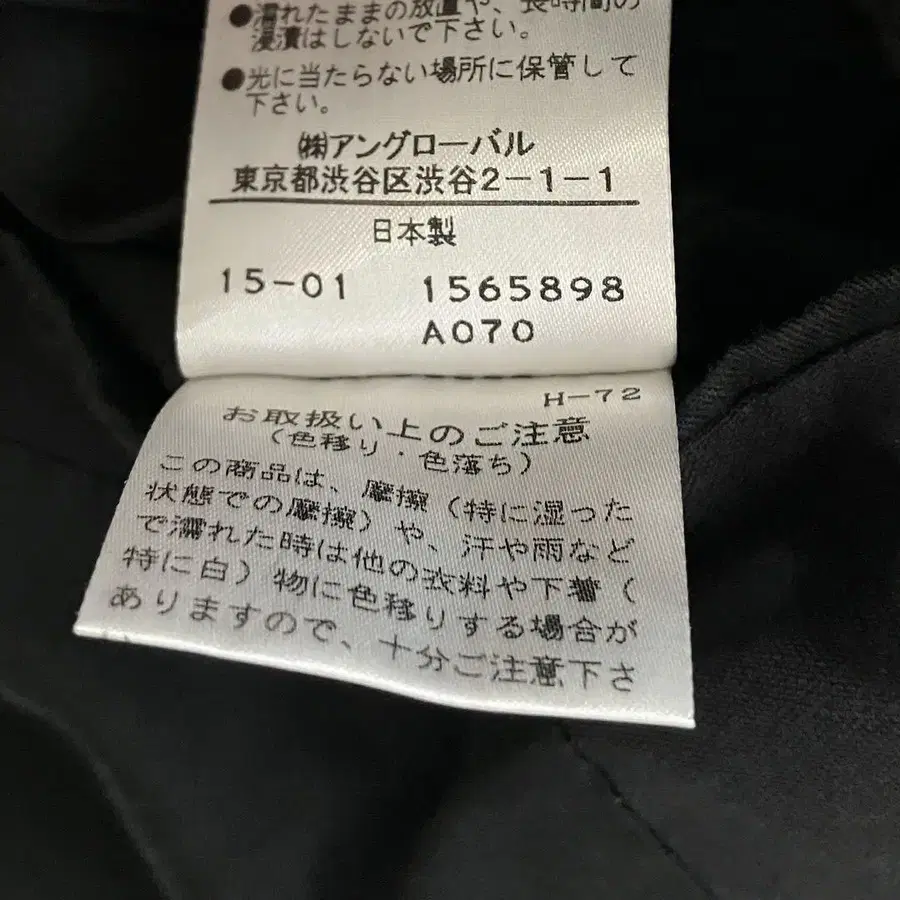 ●濡れたままの放置や、長時間の
浸漬はしないで下さい。
●光に当たらない場所に保管して
下さい。
㈱アングローバル
東京都渋谷区渋谷2-1-1
日本製
15-01 1565898
A070
H-72
お取扱い上のご注意
(色移り・色落ち)
この商品は、摩擦(特に湿った
状態での摩擦)や、汗や雨など
で濡れた時は他の衣料や下着(
特に白)物に色移りする場合が
ありますので、十分ご注意下さ